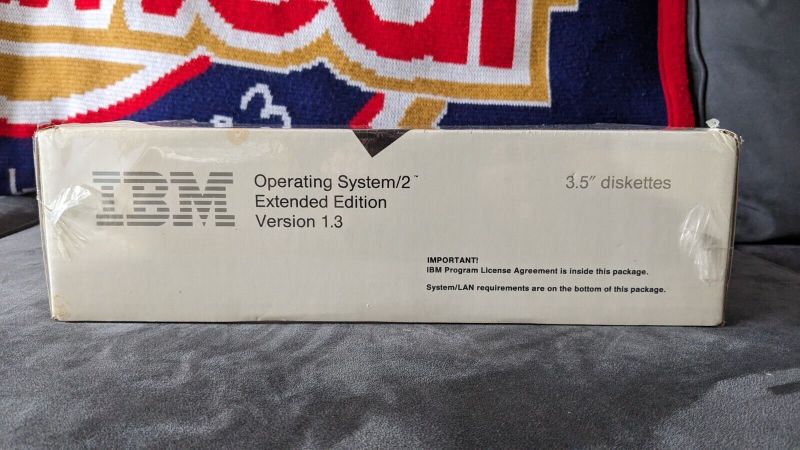 IBM
Operating System/2™
Extended Edition
Version 1.3
3.5″ diskettes
IMPORTANT!
IBM Program License Agreement is inside this package.
System/LAN requirements are on the bottom of this package.